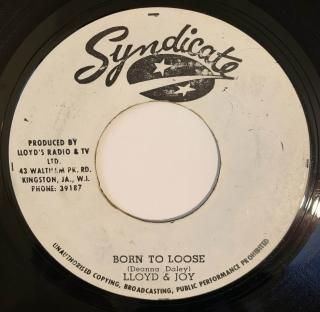 Syndicate
PRODUCED BY
LLOYD'S RADIO & TV
LTD.
43 WALTHAM PK. RD.
KINGSTON, JA., W.I.
PHONE: 39187
BORN TO LOOSE
(Deanna Daley)
LLOYD & JOY
UNAUTHORISED COPYING, BROADCASTING, PUBLIC PERFORMANCE PROHIBITED